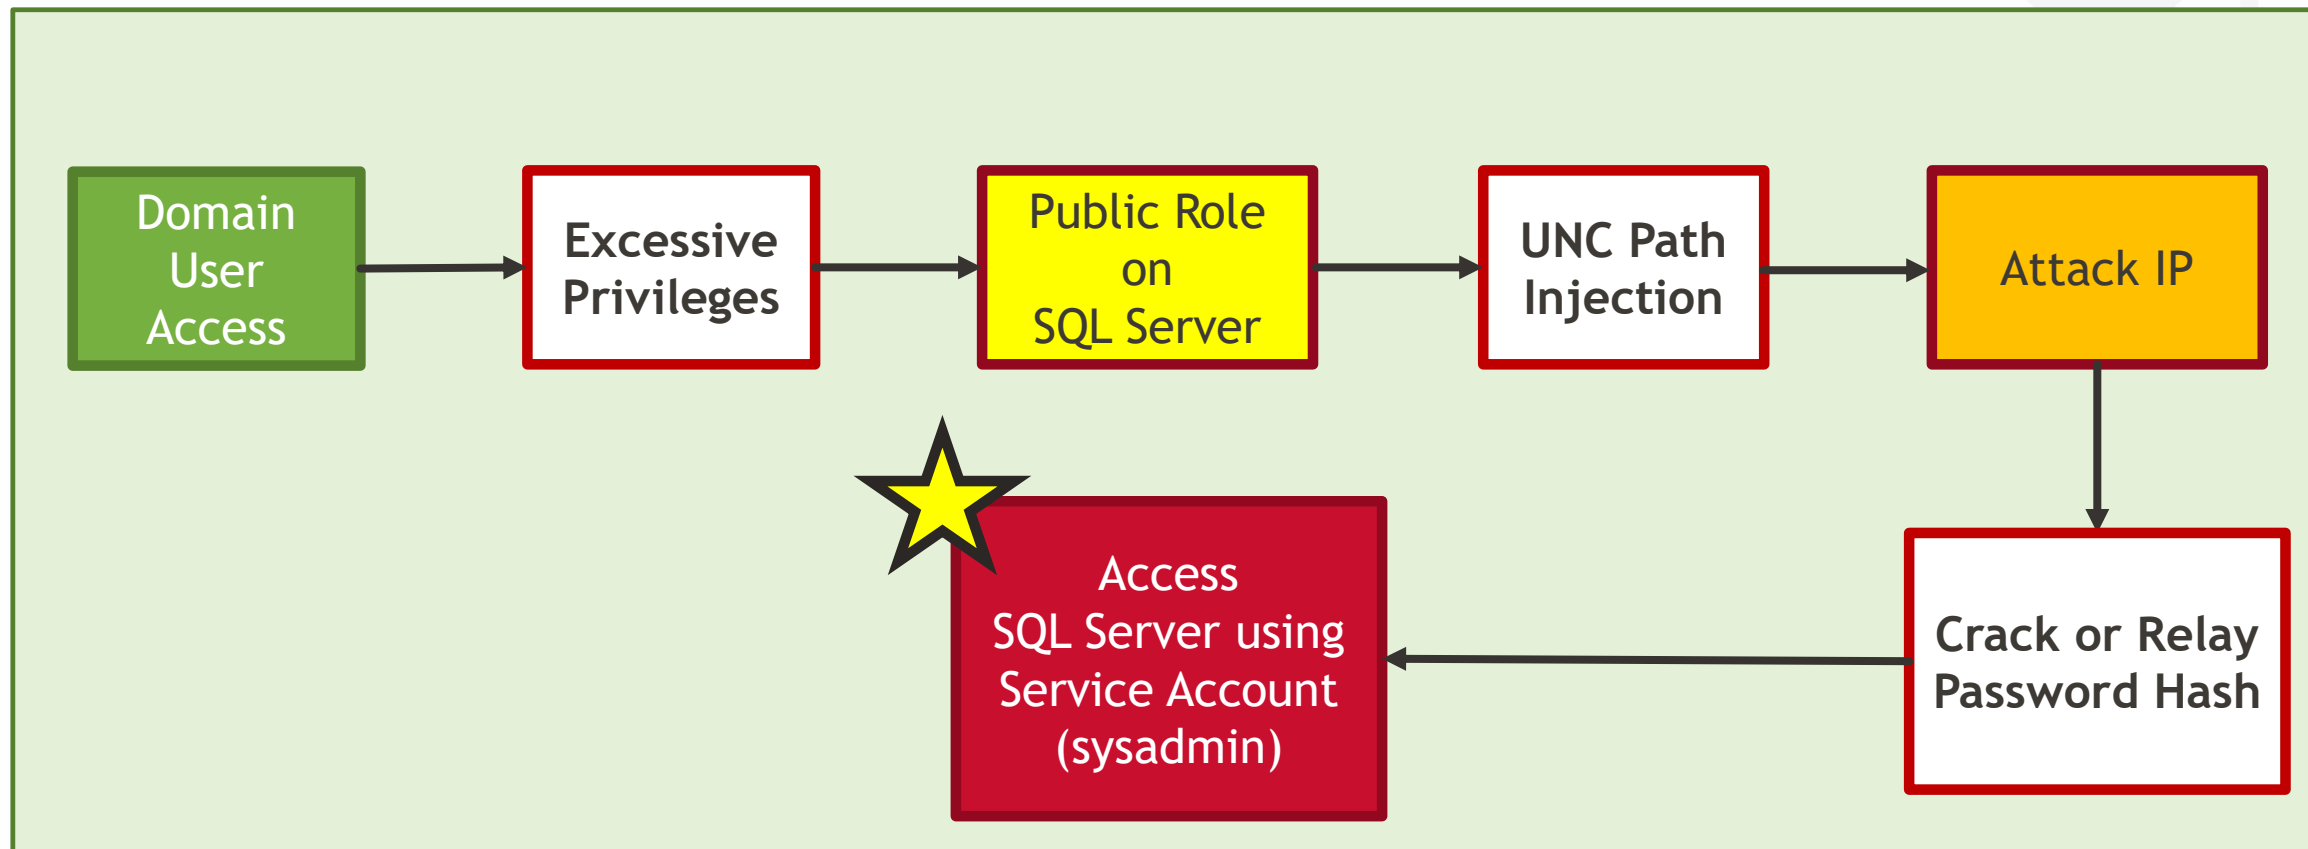 Domain
User
Access
Excessive
Privileges
Public Role
on
SQL Server
UNC Path
Injection
Attack IP
Crack or Relay
Password Hash
Access
SQL Server using
Service Account
(sysadmin)